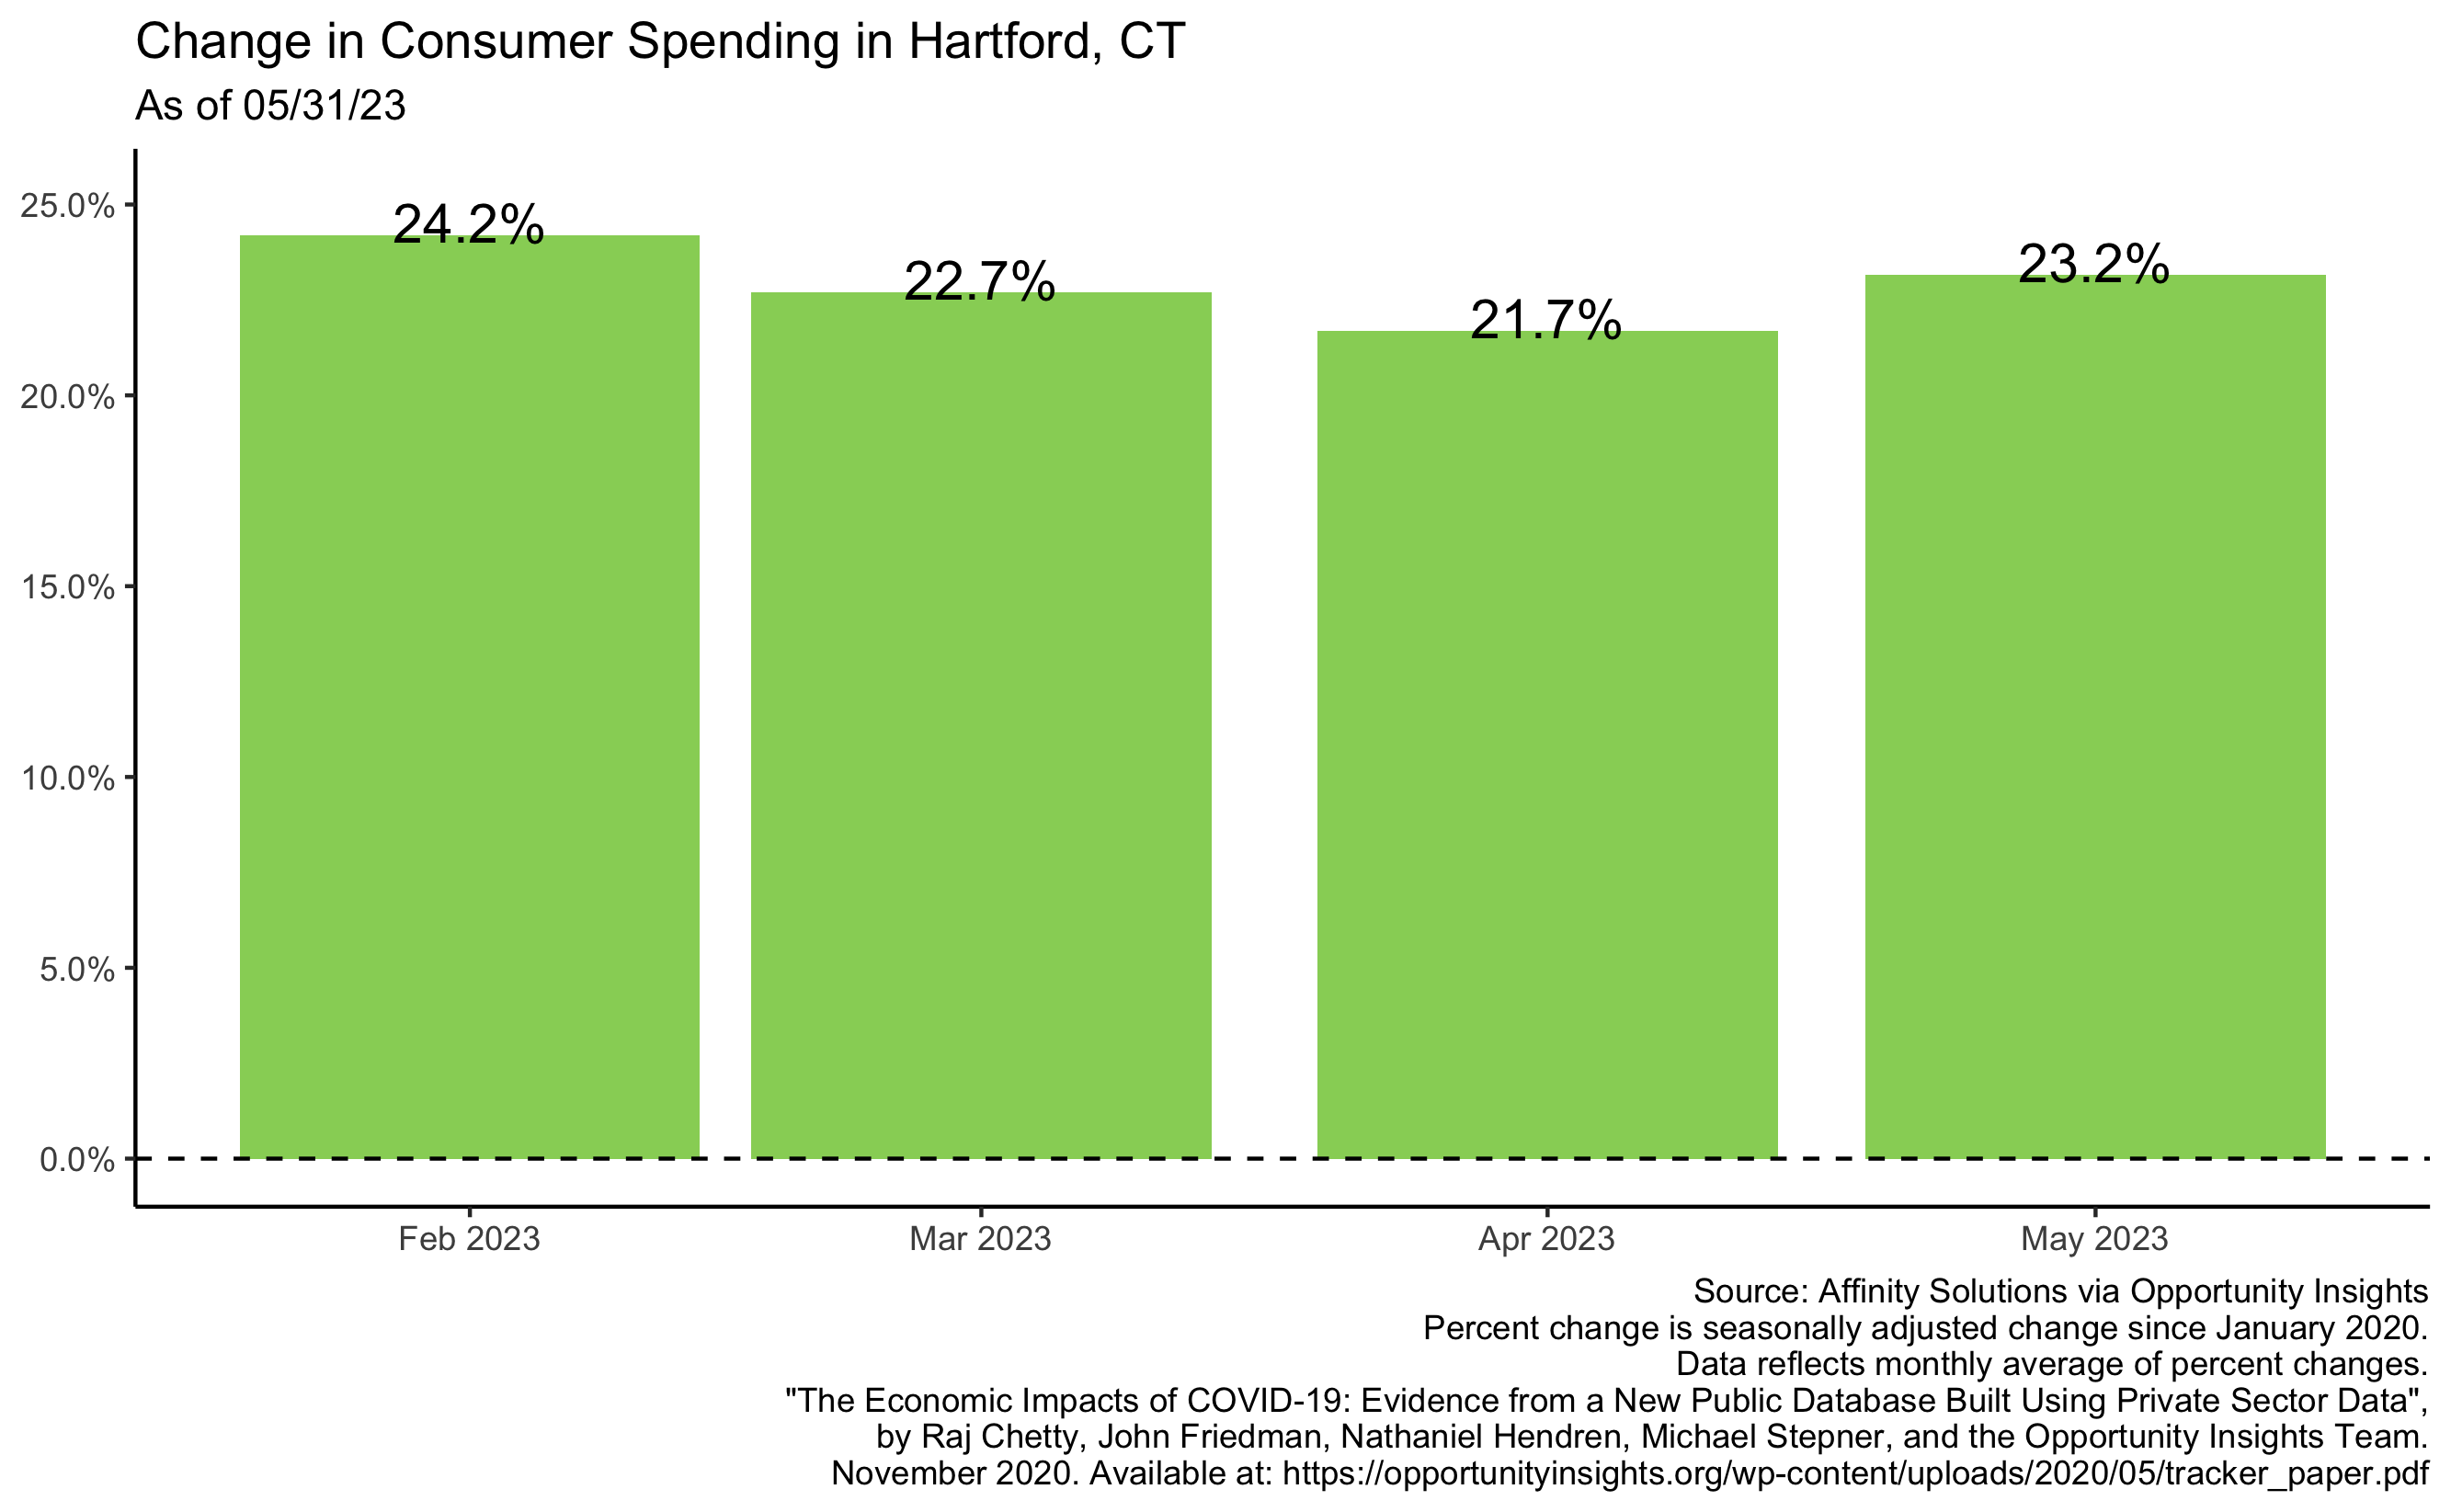 Change in Consumer Spending in Hartford, CT
As of 05/31/23
25.0%
20.0%
15.0%
10.0%
5.0%
0.0%
24.2%
22.7%
21.7%
23.2%
Feb 2023
Mar 2023
Apr 2023
May 2023
Source: Affinity Solutions via Opportunity Insights
Percent change is seasonally adjusted change since January 2020.
Data reflects monthly average of percent changes.
"The Economic Impacts of COVID-19: Evidence from a New Public Database Built Using Private Sector Data",
by Raj Chetty, John Friedman, Nathaniel Hendren, Michael Stepner, and the Opportunity Insights Team.
November 2020. Available at: https://opportunityinsights.org/wp-content/uploads/2020/05/tracker_paper.pdf